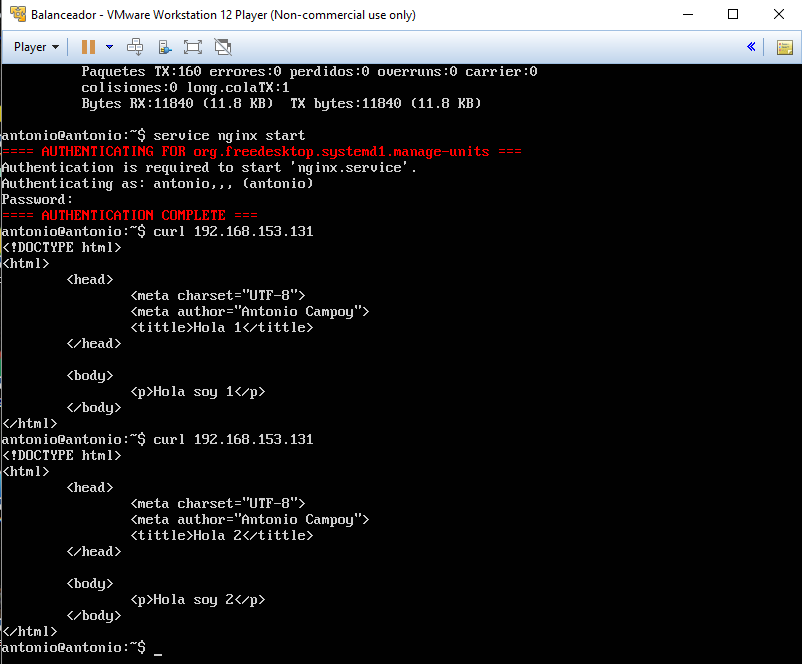 Balanceador - VMware Workstation 12 Player (Non-commercial use only)
Player
Paquetes TX:160 errores:0 perdidos:0 overruns:0 carrier:0
colisiones:0 long.colaTX:1
Bytes RX:11840 (11.8 KB)  TX bytes:11840 (11.8 KB)
antonio@antonio:~$ service nginx start
==== AUTHENTICATING FOR org.freedesktop.systemd1.manage-units ===
Authentication is required to start 'nginx.service'.
Authenticating as: antonio,,, (antonio)
Password:
==== AUTHENTICATION COMPLETE ===
antonio@antonio:~$ curl 192.168.153.131
<!DOCTYPE html>
<html>
<head>
<meta charset="UTF-8">
<meta author="Antonio Campoy">
<tittle>Hola 1</tittle>
</head>
<body>
<p>Hola soy 1</p>
</body>
</html>
antonio@antonio:~$ curl 192.168.153.131
<!DOCTYPE html>
<html>
<head>
<meta charset="UTF-8">
<meta author="Antonio Campoy">
<tittle>Hola 2</tittle>
</head>
<body>
<p>Hola soy 2</p>
</body>
</html>
antonio@antonio:~$ _